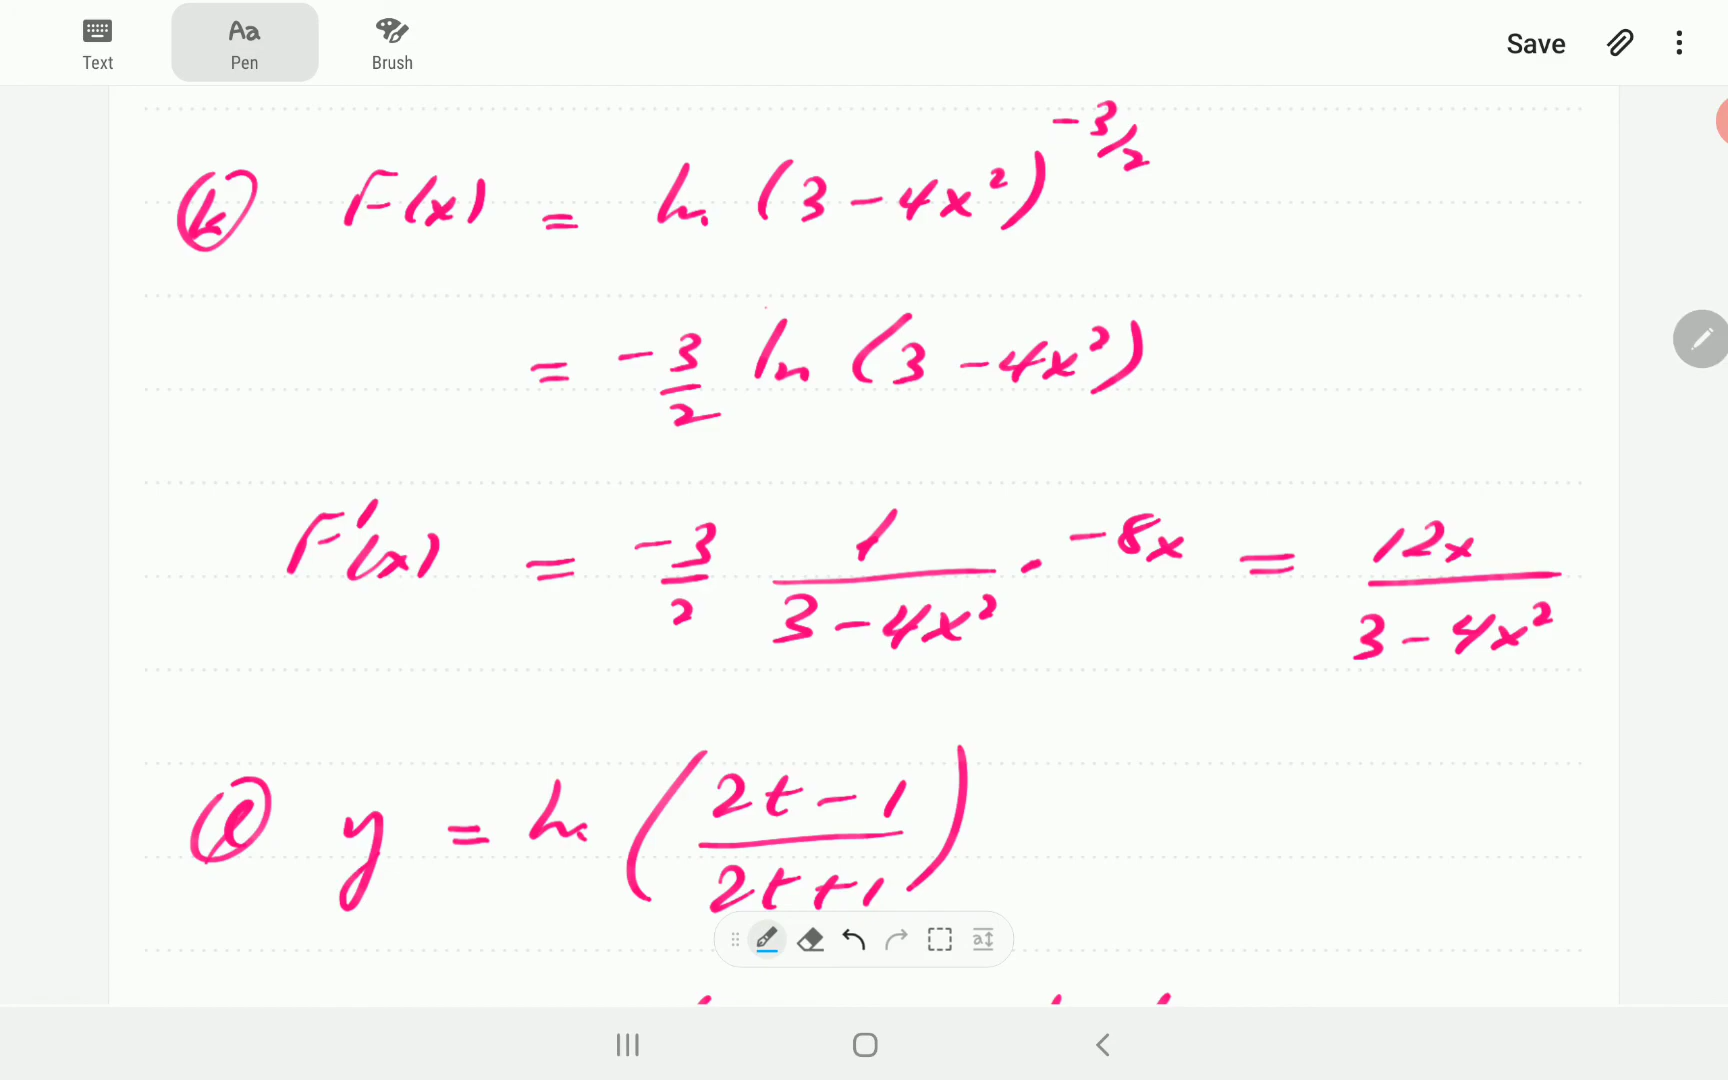 Text Pen Brush Save
(k) F(x) = ln (3 - 4x²)^-3/2
= -3/2 ln (3 - 4x²)
F'(x) = -3/2 1/(3 - 4x²) · -8x = 12x/(3 - 4x²)
(l) y = ln ((2t - 1)/(2t + 1))